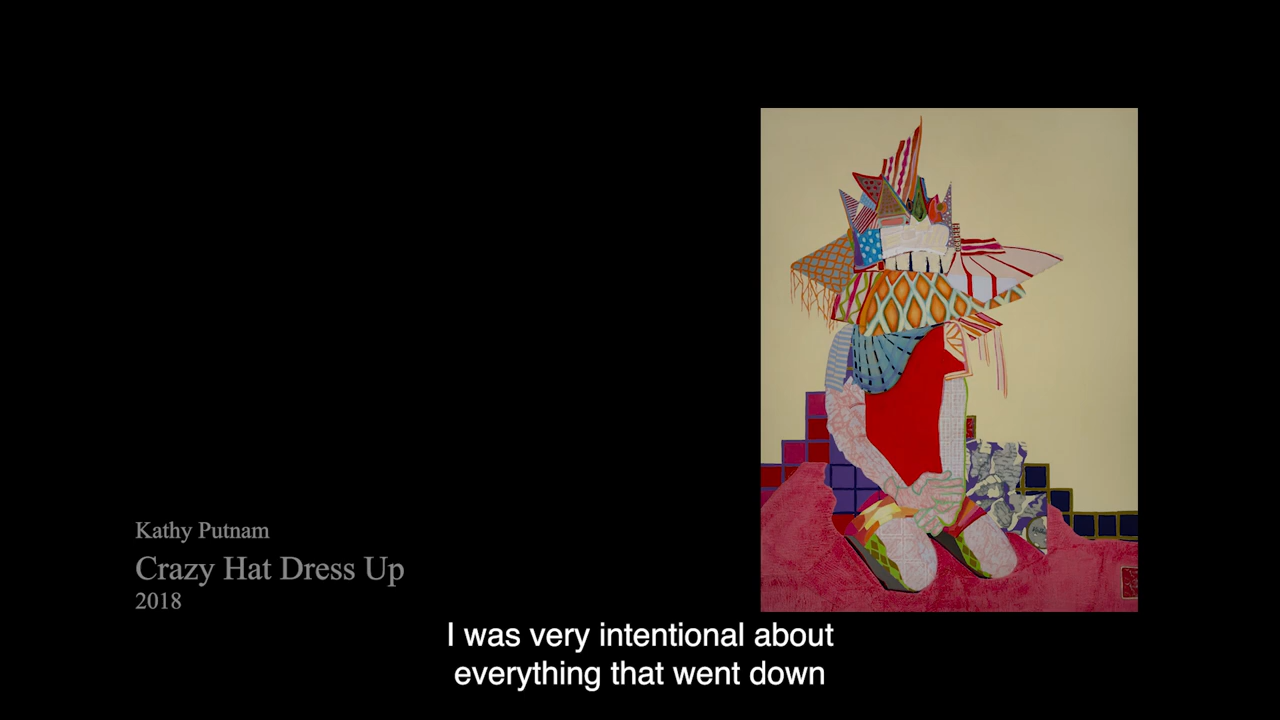 Kathy Putnam
Crazy Hat Dress Up
2018
I was very intentional about
everything that went down